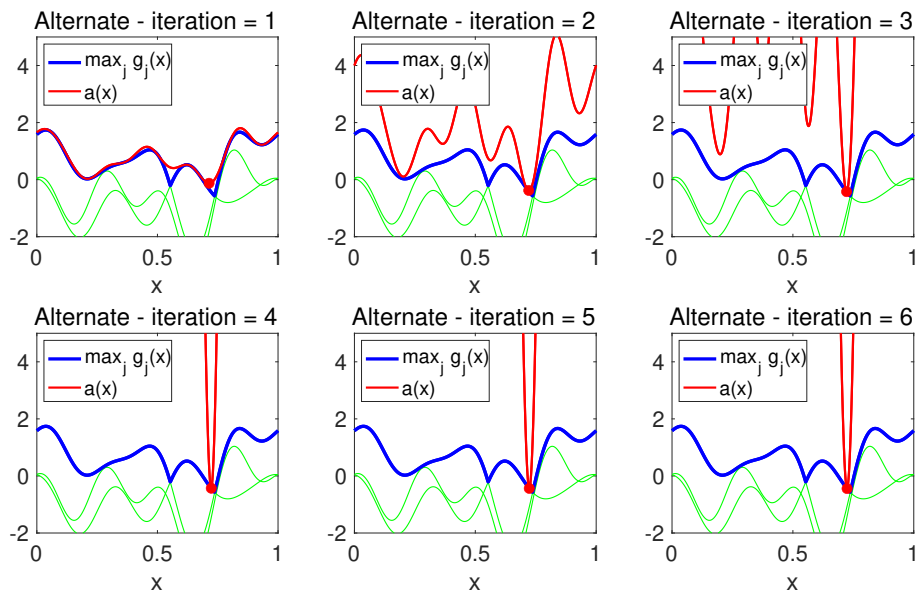 Alternate - iteration = 1
max_j g_j(x)
a(x)
4
2
0
-2
0 0.5 1
x
Alternate - iteration = 2
max_j g_j(x)
a(x)
4
2
0
-2
0 0.5 1
x
Alternate - iteration = 3
max_j g_j(x)
a(x)
4
2
0
-2
0 0.5 1
x
Alternate - iteration = 4
max_j g_j(x)
a(x)
4
2
0
-2
0 0.5 1
x
Alternate - iteration = 5
max_j g_j(x)
a(x)
4
2
0
-2
0 0.5 1
x
Alternate - iteration = 6
max_j g_j(x)
a(x)
4
2
0
-2
0 0.5 1
x